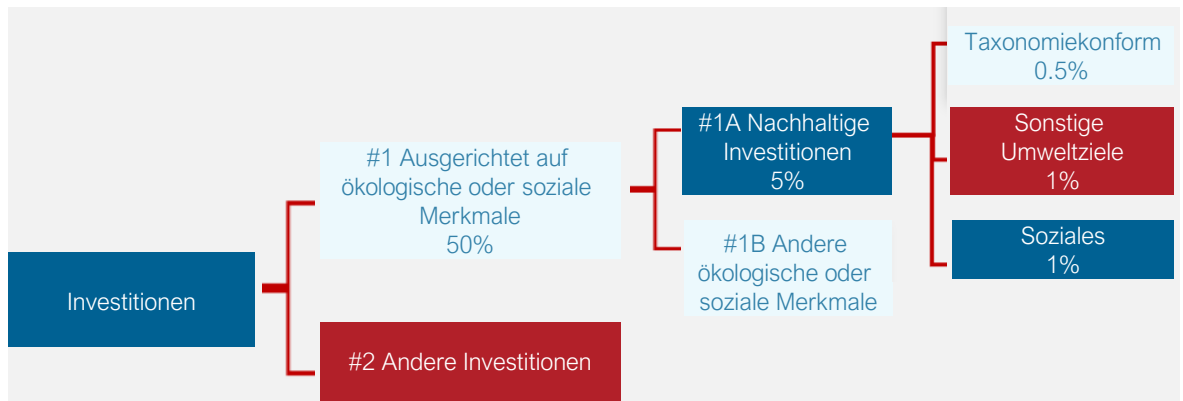 Investitionen
#1 Ausgerichtet auf
ökologische oder soziale
Merkmale
50%
#2 Andere Investitionen
#1A Nachhaltige
Investitionen
5%
#1B Andere
ökologische oder
soziale Merkmale
Taxonomiekonform
0.5%
Sonstige
Umweltziele
1%
Soziales
1%